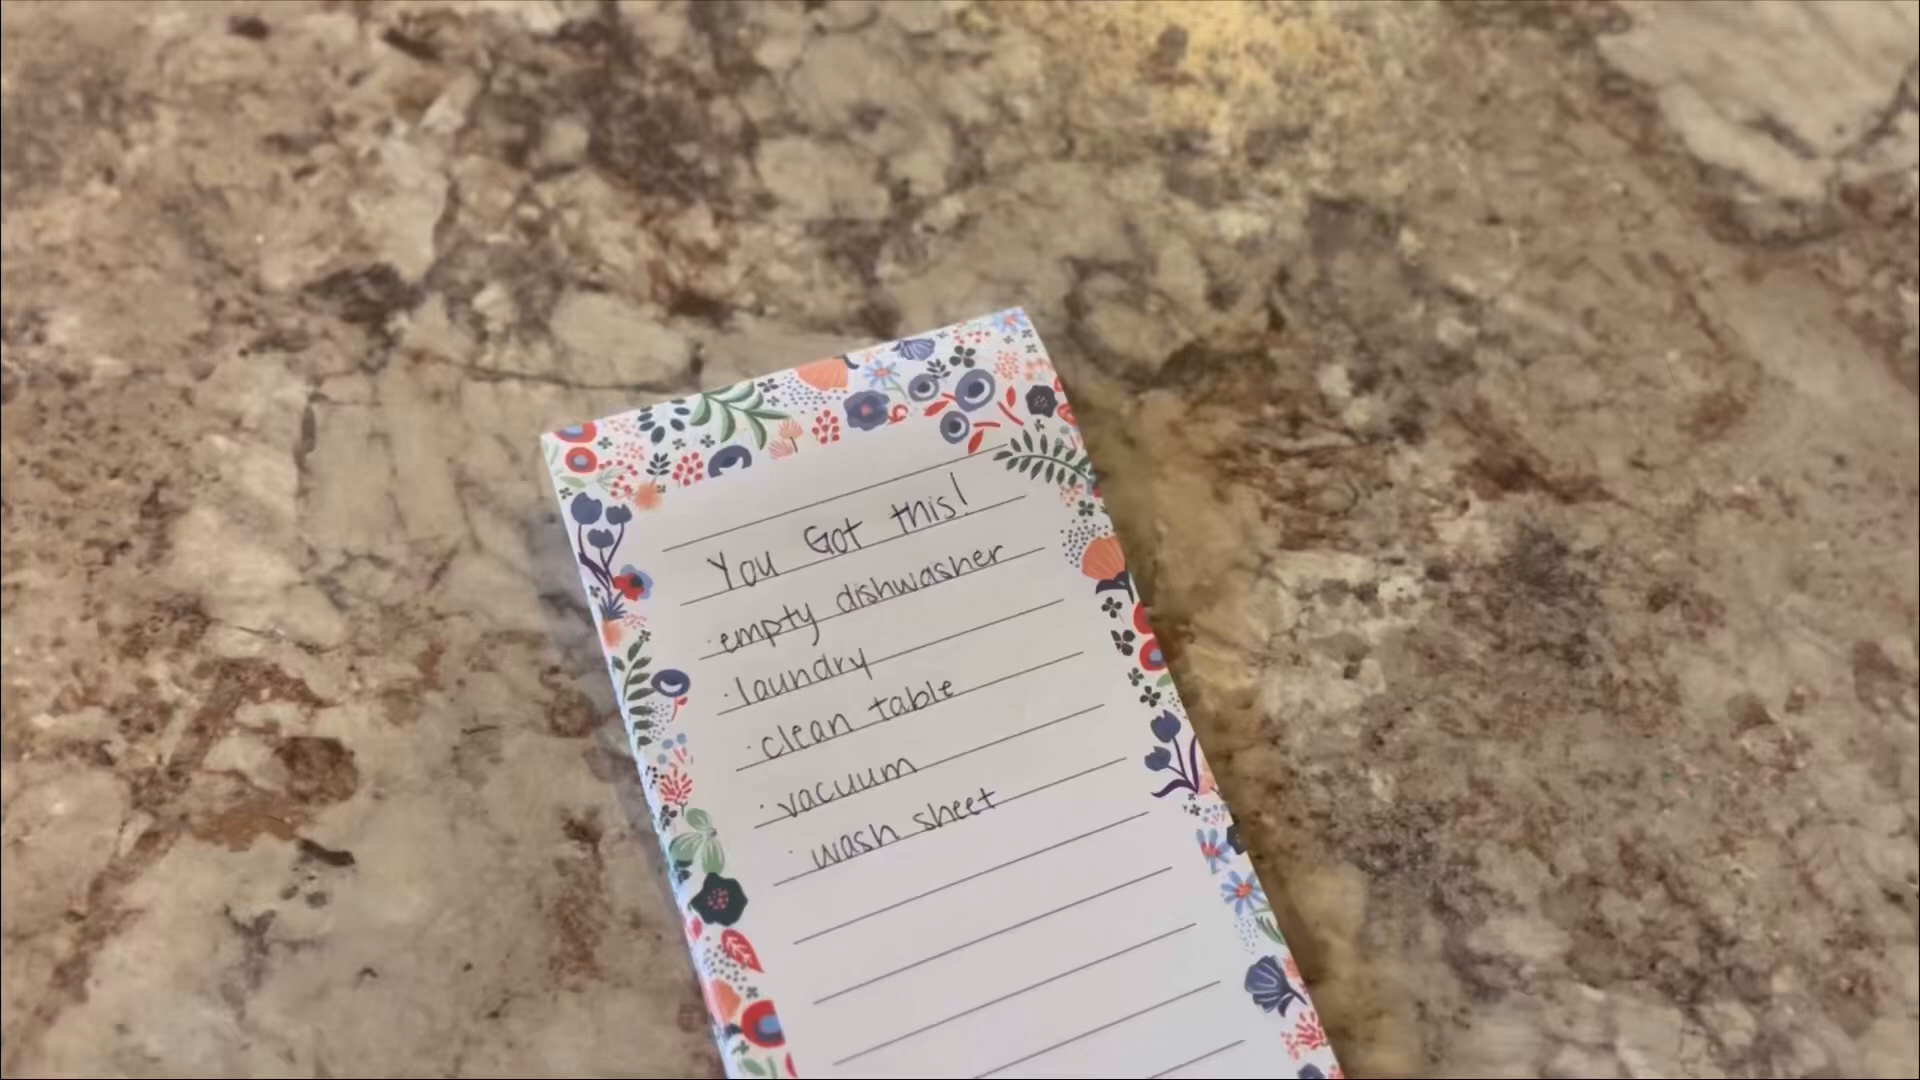 You Got this!
· empty dishwasher
· laundry
· clean table
· vacuum
· wash sheet